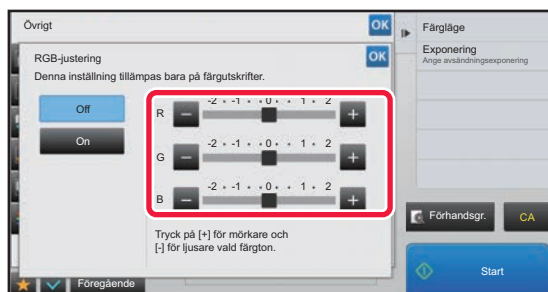 Övrigt
OK
RGB-justering
OK
Denna inställning tillämpas bara på färgutskrifter.
Off
On
R
-2 • -1 • • 0 • • 1 • 2
− +
G
-2 • -1 • • 0 • • 1 • 2
− +
B
-2 • -1 • • 0 • • 1 • 2
− +
Tryck på [+] för mörkare och
[-] för ljusare vald färgton.
Föregående
Färgläge
Exponering
Ange avsändningsexponering
Förhandsgr.
CA
Start